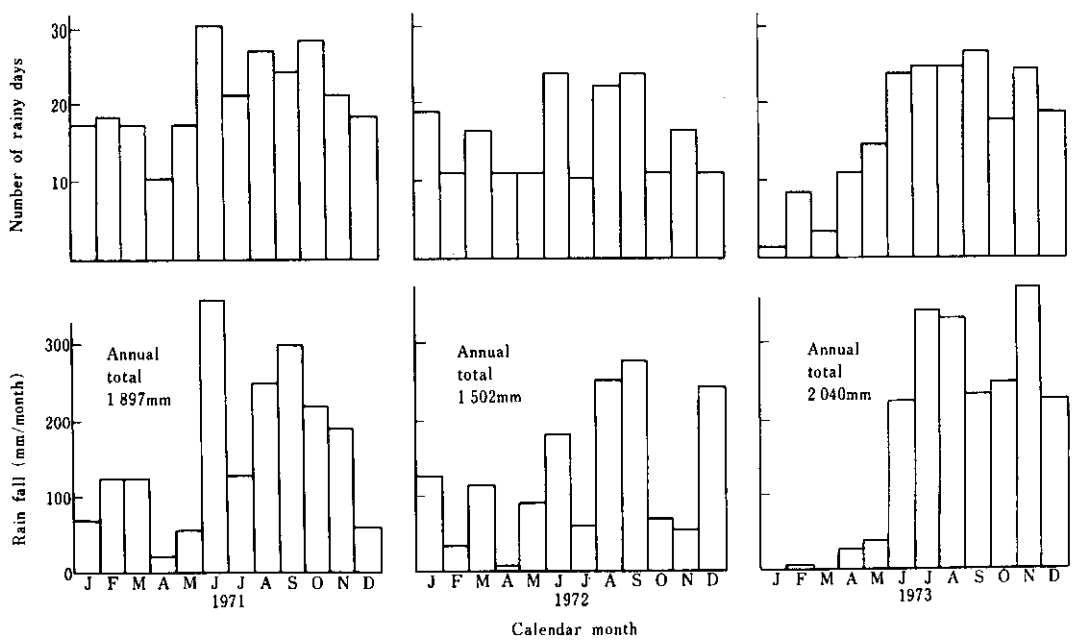 Number of rainy days
30
20
10
Rain fall (mm/month)
300
200
100
0
Annual
total
1 897mm
Annual
total
1 502mm
Annual
total
2 040mm
J F M A M J J A S O N D
J F M A M J J A S O N D
J F M A M J J A S O N D
1971
1972
1973
Calendar month